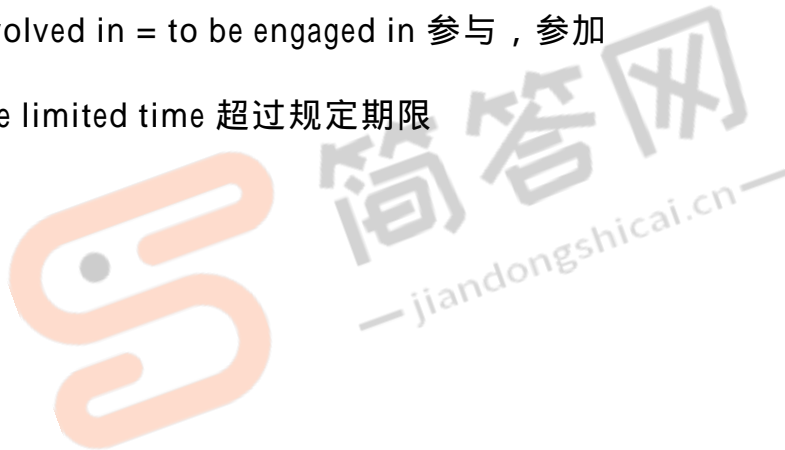 volved in = to be engaged in 参与，参加
e limited time 超过规定期限
简答网
jiandongshicai.cn